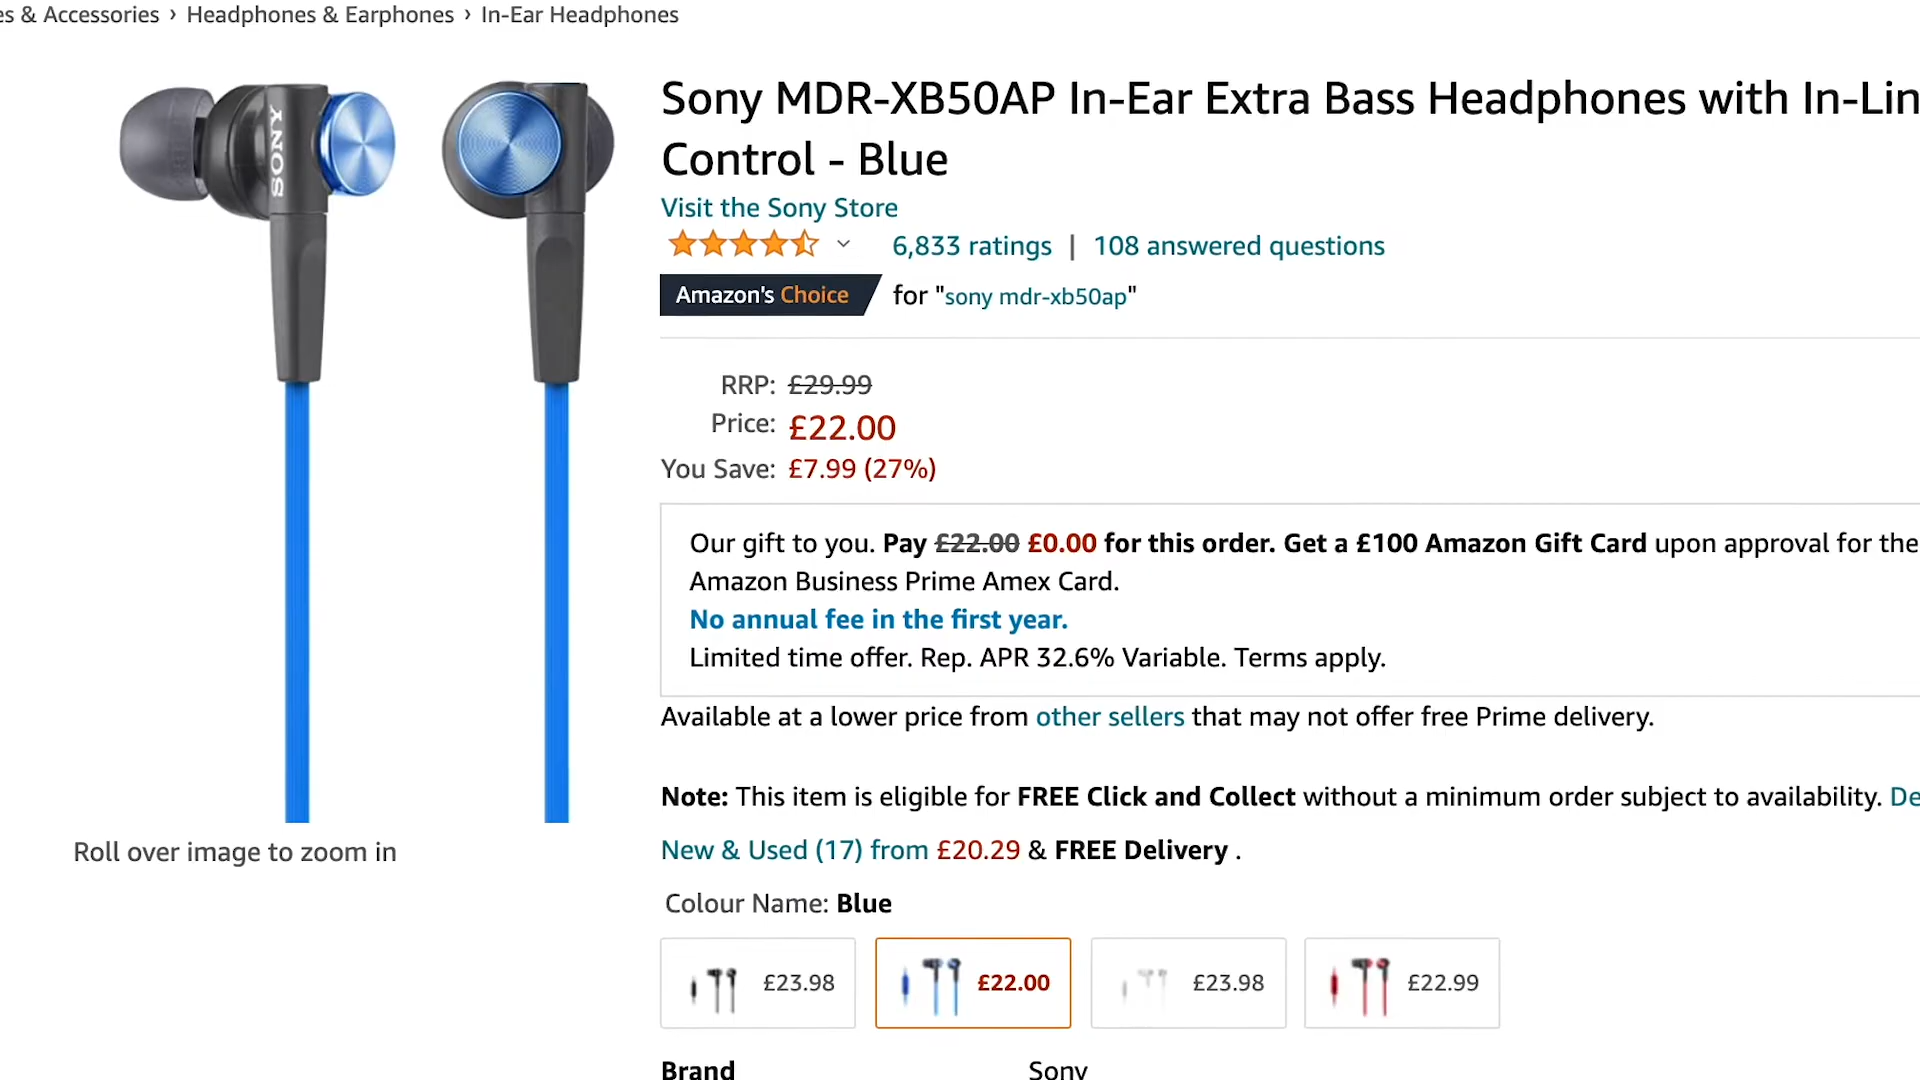 & Accessories › Headphones & Earphones › In-Ear Headphones
SONY
Sony MDR-XB50AP In-Ear Extra Bass Headphones with In-Lin
Control - Blue
Visit the Sony Store
6,833 ratings | 108 answered questions
Amazon's Choice for "sony mdr-xb50ap"
RRP: £29.99
Price: £22.00
You Save: £7.99 (27%)
Our gift to you. Pay £22.00 £0.00 for this order. Get a £100 Amazon Gift Card upon approval for the
Amazon Business Prime Amex Card.
No annual fee in the first year.
Limited time offer. Rep. APR 32.6% Variable. Terms apply.
Available at a lower price from other sellers that may not offer free Prime delivery.
Note: This item is eligible for FREE Click and Collect without a minimum order subject to availability. De
New & Used (17) from £20.29 & FREE Delivery .
Roll over image to zoom in
Colour Name: Blue
£23.98 £22.00 £23.98 £22.99
Brand Sony